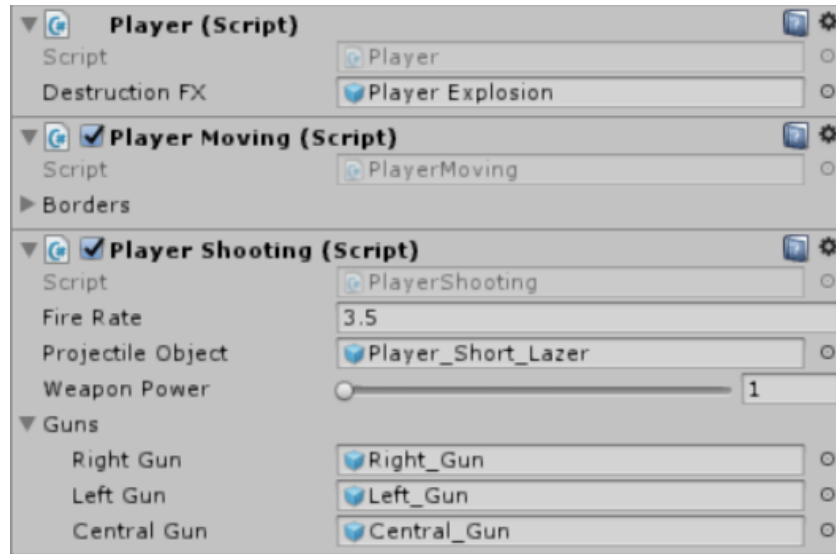 Player (Script)
Script Player
Destruction FX Player Explosion
Player Moving (Script)
Script PlayerMoving
Borders
Player Shooting (Script)
Script PlayerShooting
Fire Rate 3.5
Projectile Object Player_Short_Lazer
Weapon Power 1
Guns
Right Gun Right_Gun
Left Gun Left_Gun
Central Gun Central_Gun